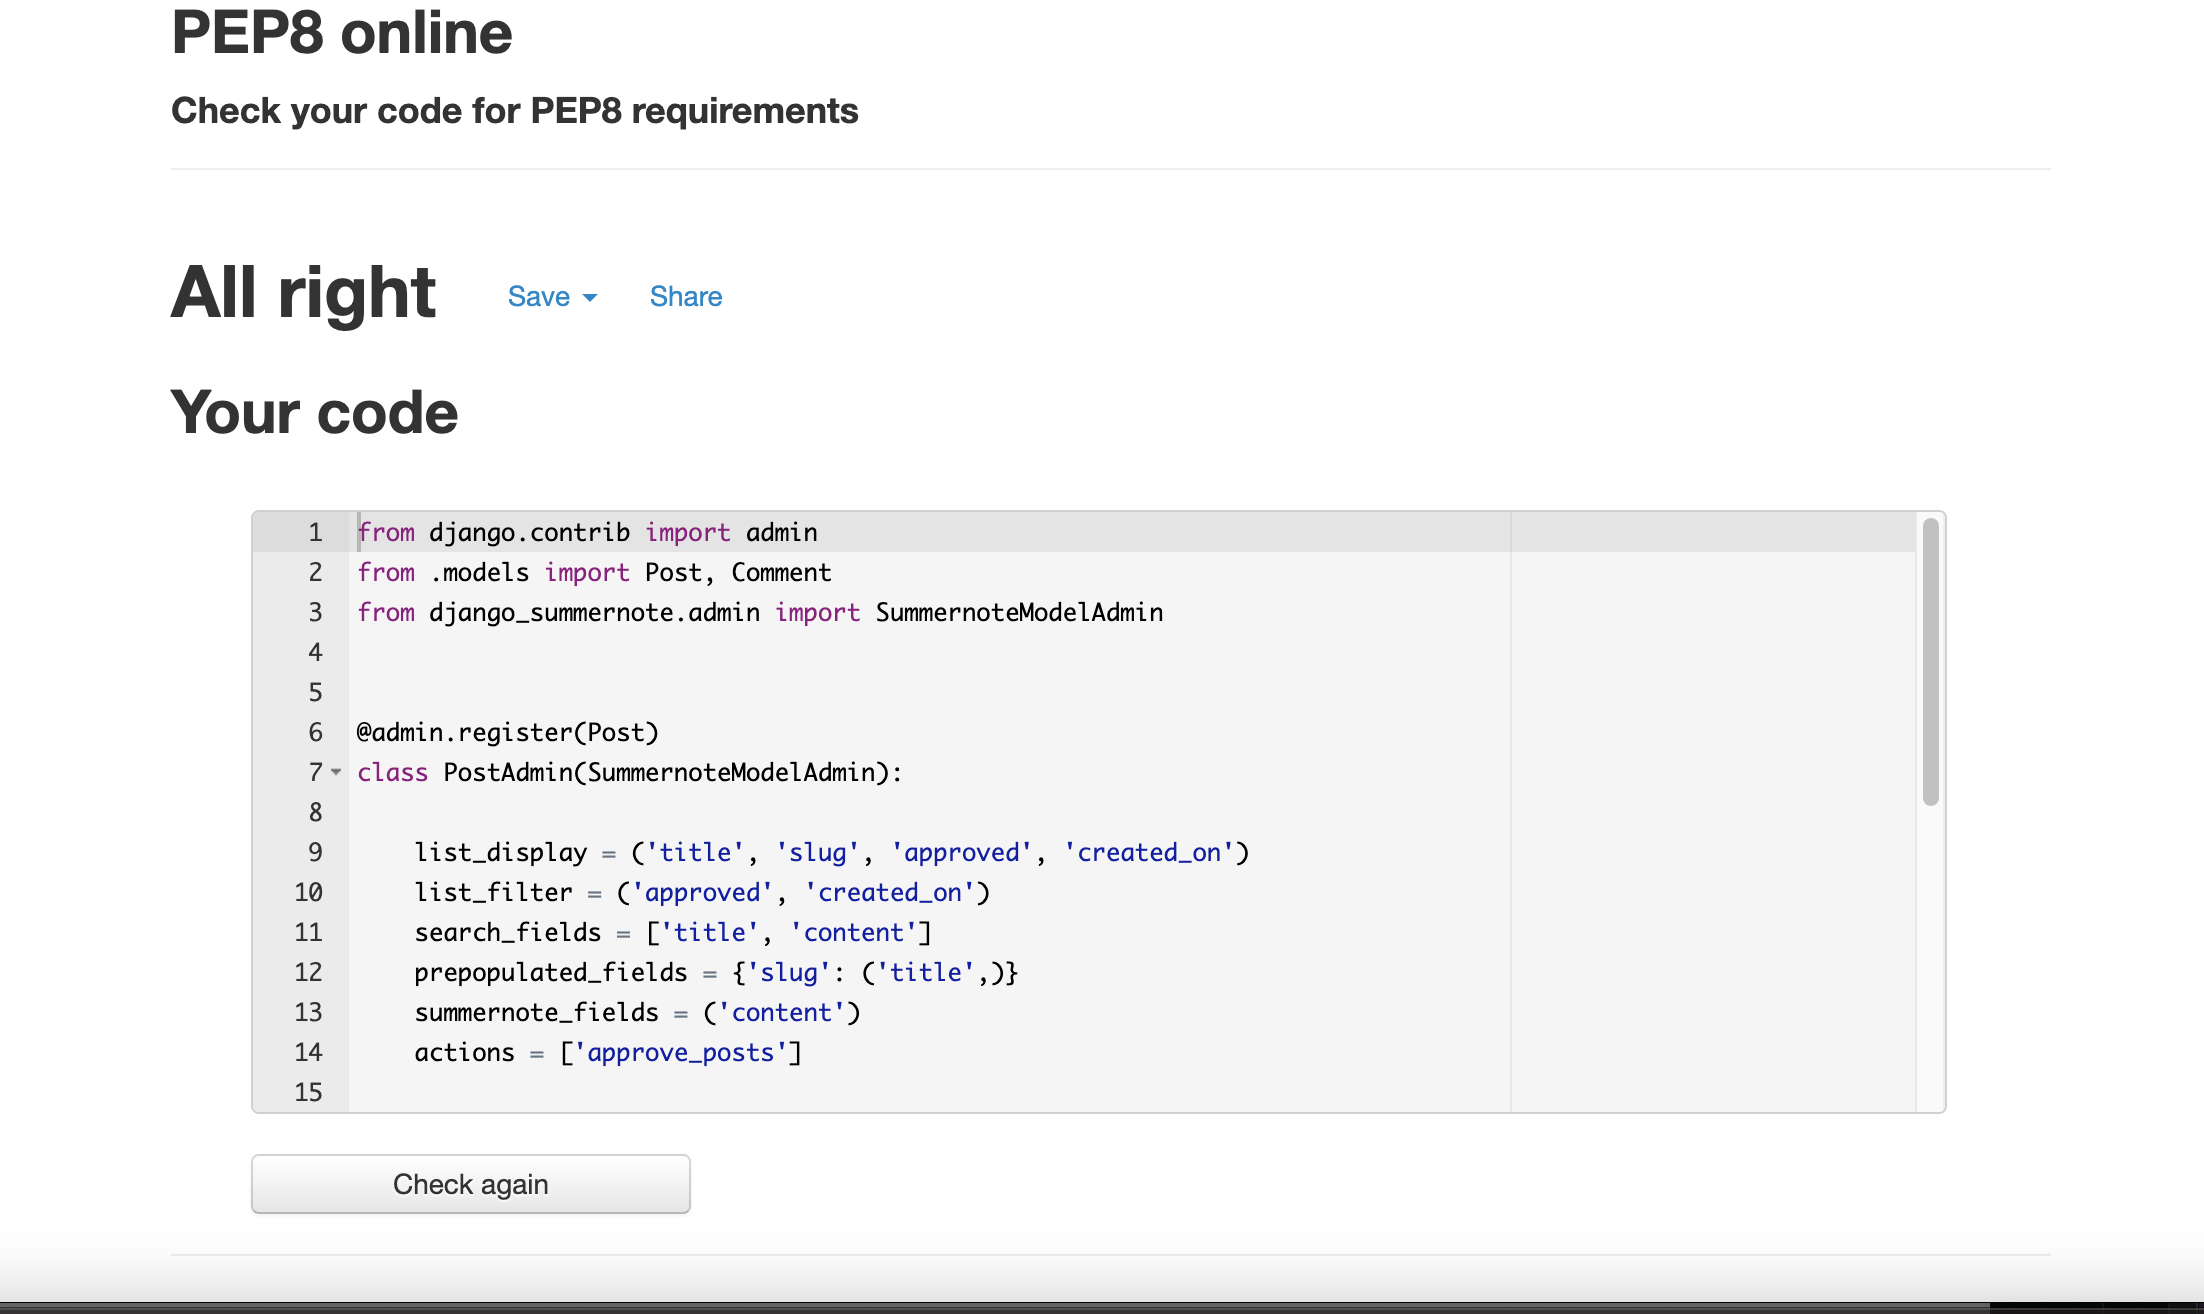 PEP8 online
Check your code for PEP8 requirements
All right Save Share
Your code
1 from django.contrib import admin
2 from .models import Post, Comment
3 from django_summernote.admin import SummernoteModelAdmin
4
5
6 @admin.register(Post)
7 class PostAdmin(SummernoteModelAdmin):
8
9     list_display = ('title', 'slug', 'approved', 'created_on')
10     list_filter = ('approved', 'created_on')
11     search_fields = ['title', 'content']
12     prepopulated_fields = {'slug': ('title',)}
13     summernote_fields = ('content')
14     actions = ['approve_posts']
15
Check again